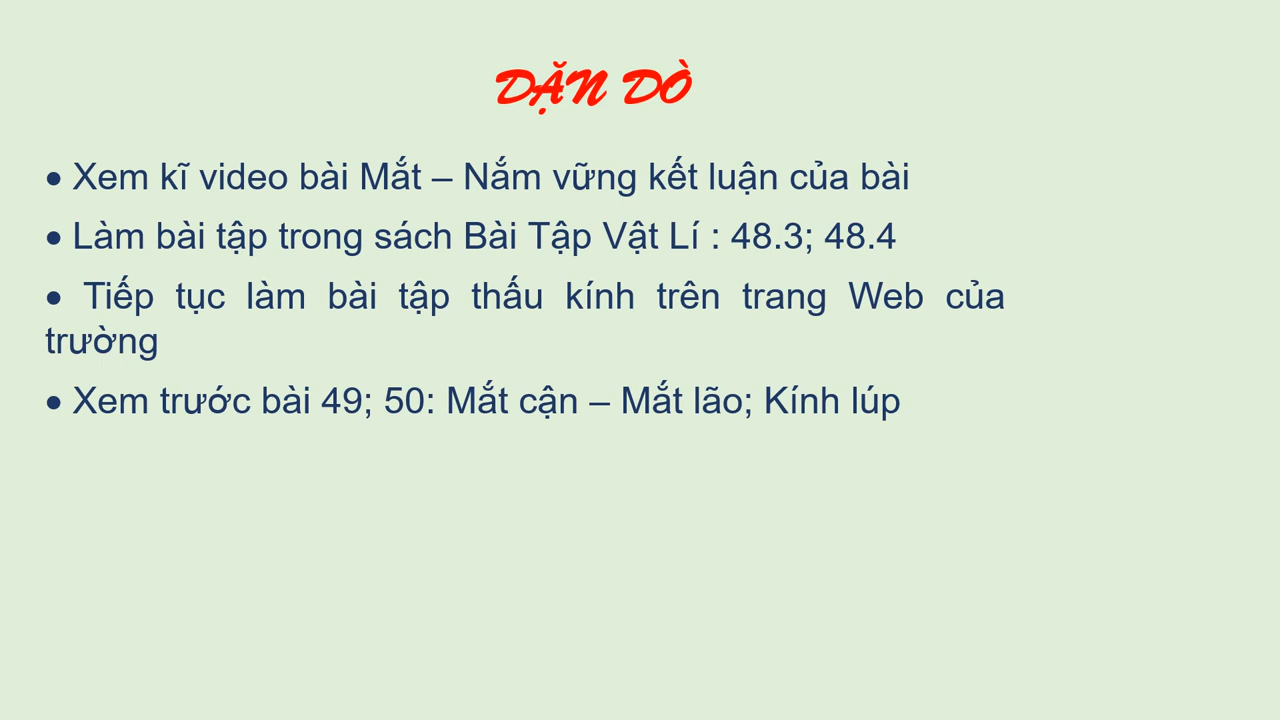 DẶN DÒ
• Xem kĩ video bài Mắt – Nắm vững kết luận của bài
• Làm bài tập trong sách Bài Tập Vật Lí : 48.3; 48.4
• Tiếp tục làm bài tập thấu kính trên trang Web của
trường
• Xem trước bài 49; 50: Mắt cận – Mắt lão; Kính lúp